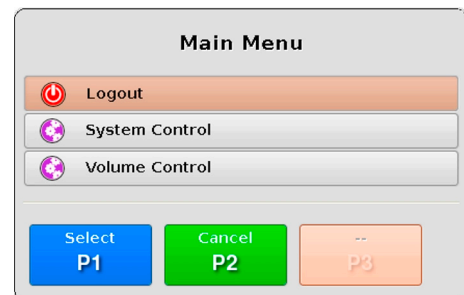 Main Menu
Logout
System Control
Volume Control
Select Cancel --
P1 P2 P3